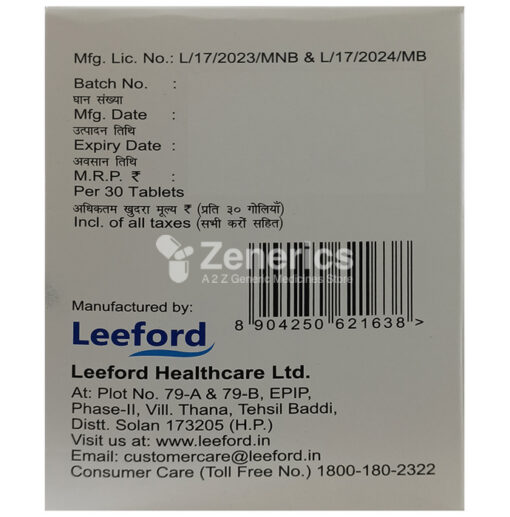 Mfg. Lic. No.: L/17/2023/MNB & L/17/2024/MB
Batch No. :
घान संख्या
Mfg. Date :
उत्पादन तिथि
Expiry Date :
अवसान तिथि
M.R.P. ₹ :
Per 30 Tablets
अधिकतम खुदरा मूल्य ₹ (प्रति ३० गोलियाँ)
Incl. of all taxes (सभी करों सहित)
Zenerics
A 2 Z Generic Medicines Store
8 904250 621638 >
Manufactured by:
Leeford
Leeford Healthcare Ltd.
At: Plot No. 79-A & 79-B, EPIP,
Phase-II, Vill. Thana, Tehsil Baddi,
Distt. Solan 173205 (H.P.)
Visit us at: www.leeford.in
Email: customercare@leeford.in
Consumer Care (Toll Free No.) 1800-180-2322